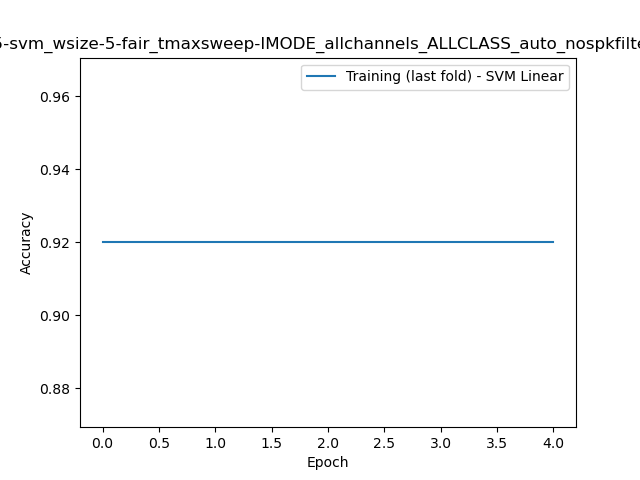 5-svm_wsize-5-fair_tmaxsweep-IMODE_allchannels_ALLCLASS_auto_nospkfilte
Training (last fold) - SVM Linear
0.96
0.94
0.92
0.90
0.88
Accuracy
0.0 0.5 1.0 1.5 2.0 2.5 3.0 3.5 4.0
Epoch